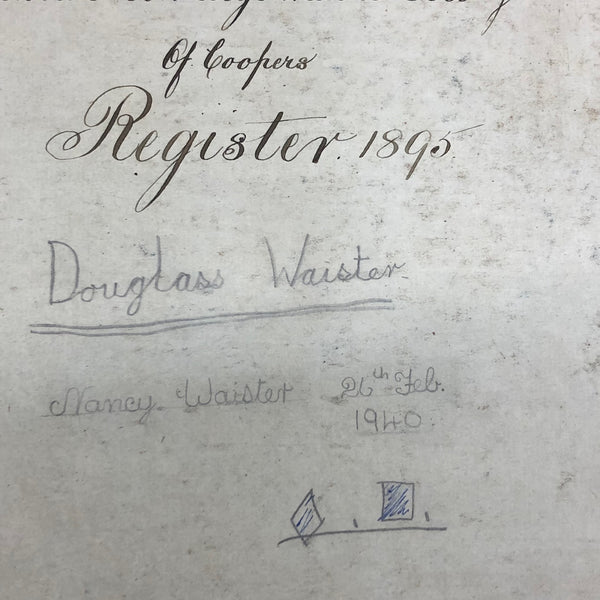 Of Coopers
Register 1895
Douglass Waister
Nancy Waister 26th Feb.
1940